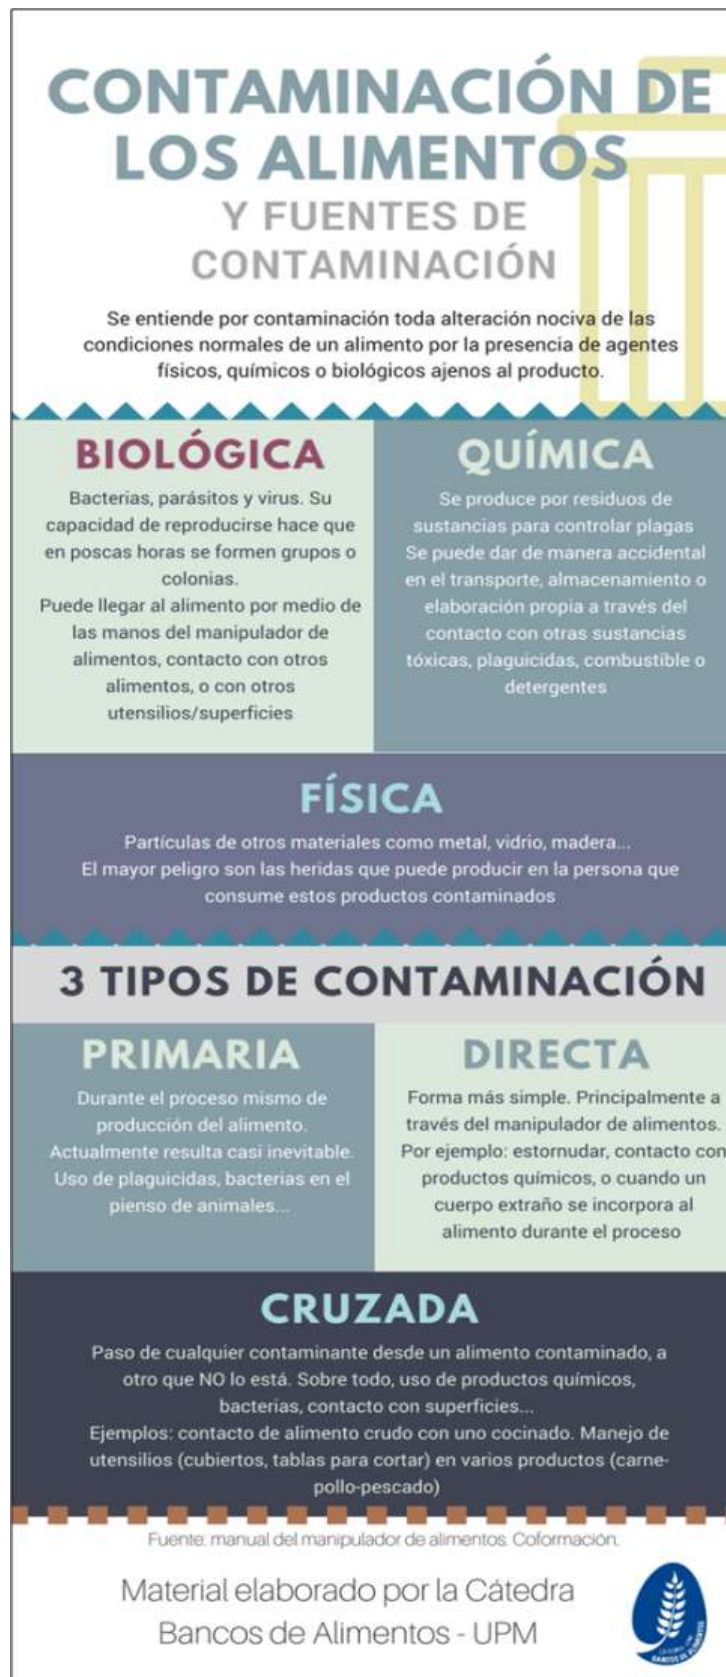 CONTAMINACIÓN DE
LOS ALIMENTOS
Y FUENTES DE
CONTAMINACIÓN
Se entiende por contaminación toda alteración nociva de las
condiciones normales de un alimento por la presencia de agentes
físicos, químicos o biológicos ajenos al producto.
BIOLÓGICA
Bacterias, parásitos y virus. Su
capacidad de reproducirse hace que
en poscas horas se formen grupos o
colonias.
Puede llegar al alimento por medio de
las manos del manipulador de
alimentos, contacto con otros
alimentos, o con otros
utensilios/superficies
QUÍMICA
Se produce por residuos de
sustancias para controlar plagas
Se puede dar de manera accidental
en el transporte, almacenamiento o
elaboración propia a través del
contacto con otras sustancias
tóxicas, plaguicidas, combustible o
detergentes
FÍSICA
Partículas de otros materiales como metal, vidrio, madera...
El mayor peligro son las heridas que puede producir en la persona que
consume estos productos contaminados
3 TIPOS DE CONTAMINACIÓN
PRIMARIA
Durante el proceso mismo de
producción del alimento.
Actualmente resulta casi inevitable.
Uso de plaguicidas, bacterias en el
pienso de animales...
DIRECTA
Forma más simple. Principalmente a
través del manipulador de alimentos.
Por ejemplo: estornudar, contacto con
productos químicos, o cuando un
cuerpo extraño se incorpora al
alimento durante el proceso
CRUZADA
Paso de cualquier contaminante desde un alimento contaminado, a
otro que NO lo está. Sobre todo, uso de productos químicos,
bacterias, contacto con superficies...
Ejemplos: contacto de alimento crudo con uno cocinado. Manejo de
utensilios (cubiertos, tablas para cortar) en varios productos (carne-
pollo-pescado)
Fuente: manual del manipulador de alimentos. Coformación.
Material elaborado por la Cátedra
Bancos de Alimentos - UPM
BANCOS DE ALIMENTOS